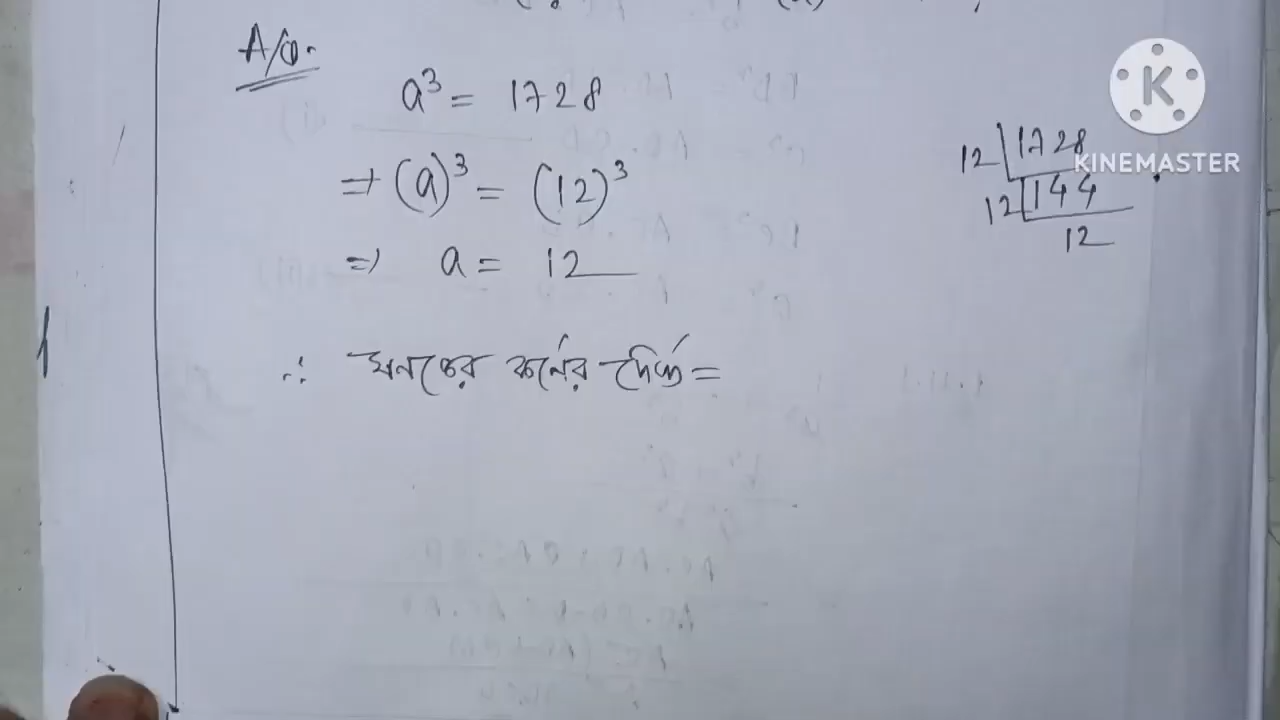 A/Q.
a³ = 1728
⇒ (a)³ = (12)³
⇒ a = 12
12 | 1728
12 | 144
12
∴ ঘনকের কর্নের দৈর্ঘ্য =
K
KINEMASTER